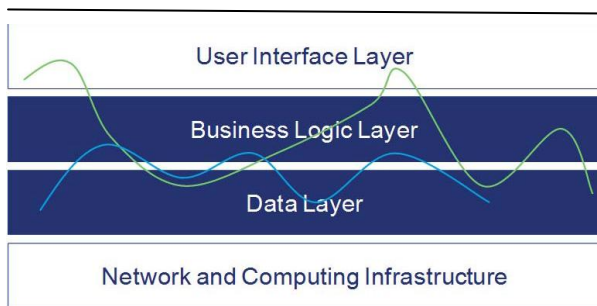 User Interface Layer
Business Logic Layer
Data Layer
Network and Computing Infrastructure